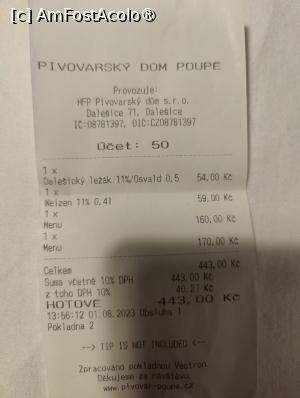 [c] AmFostAcolo®
PIVOVARSKÝ DOM POUPE
Provozuje:
HFP Pivovarský dům s.r.o.
Dalešice 71, Dalešice
IČ:08781397, DIČ:CZ08781397
Účet: 50
1 x
Dalešický ležák 11%/Osvald 0,5 54,00 Kč
1 x
Weizen 11% 0,4l 59,00 Kč
1 x
Menu 160,00 Kč
1 x
Menu 170,00 Kč
Celkem 443,00 Kč
Suma včetně 10% DPH 443,00 Kč
z toho DPH 10% 40,27 Kč
HOTOVĚ 443,00 Kč
13:56:12 01.08.2023 Obsluha 1
Pokladna 2
--> TIP IS NOT INCLUDED <--
Zpracováno pokladnou Vectron.
Děkujeme za návštěvu.
www.pivovar-poupe.cz